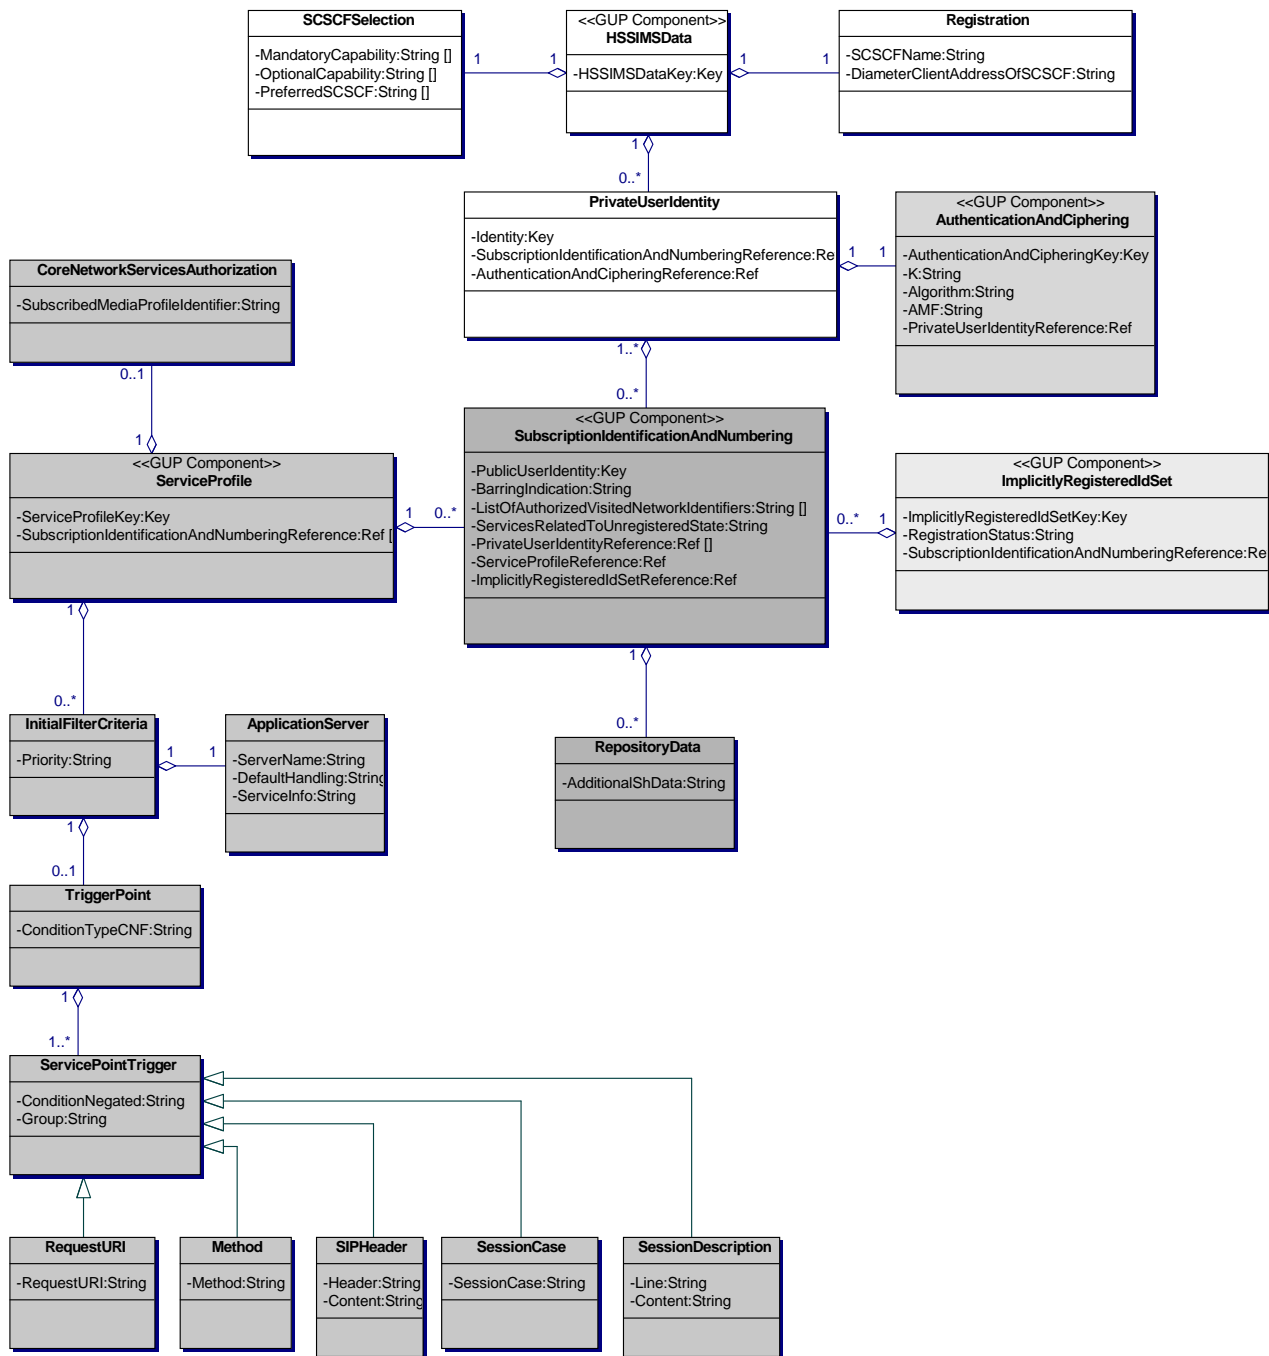 SCSCFSelection
-MandatoryCapability:String []
-OptionalCapability:String []
-PreferredSCSCF:String []
1
1
<<GUP Component>>
HSSIMSData
-HSSIMSDataKey:Key
1
1
Registration
-SCSCFName:String
-DiameterClientAddressOfSCSCF:String
1
0..*
PrivateUserIdentity
-Identity:Key
-SubscriptionIdentificationAndNumberingReference:Re
-AuthenticationAndCipheringReference:Ref
1
1
<<GUP Component>>
AuthenticationAndCiphering
-AuthenticationAndCipheringKey:Key
-K:String
-Algorithm:String
-AMF:String
-PrivateUserIdentityReference:Ref
CoreNetworkServicesAuthorization
-SubscribedMediaProfileIdentifier:String
0..1
1
1..*
0..*
<<GUP Component>>
ServiceProfile
-ServiceProfileKey:Key
-SubscriptionIdentificationAndNumberingReference:Ref [
1
0..*
<<GUP Component>>
SubscriptionIdentificationAndNumbering
-PublicUserIdentity:Key
-BarringIndication:String
-ListOfAuthorizedVisitedNetworkIdentifiers:String []
-ServicesRelatedToUnregisteredState:String
-PrivateUserIdentityReference:Ref []
-ServiceProfileReference:Ref
-ImplicitlyRegisteredIdSetReference:Ref
0..*
1
<<GUP Component>>
ImplicitlyRegisteredIdSet
-ImplicitlyRegisteredIdSetKey:Key
-RegistrationStatus:String
-SubscriptionIdentificationAndNumberingReference:Re
1
0..*
1
0..*
InitialFilterCriteria
-Priority:String
1
1
ApplicationServer
-ServerName:String
-DefaultHandling:String
-ServiceInfo:String
RepositoryData
-AdditionalShData:String
1
0..1
TriggerPoint
-ConditionTypeCNF:String
1
1..*
ServicePointTrigger
-ConditionNegated:String
-Group:String
RequestURI
-RequestURI:String
Method
-Method:String
SIPHeader
-Header:String
-Content:String
SessionCase
-SessionCase:String
SessionDescription
-Line:String
-Content:String